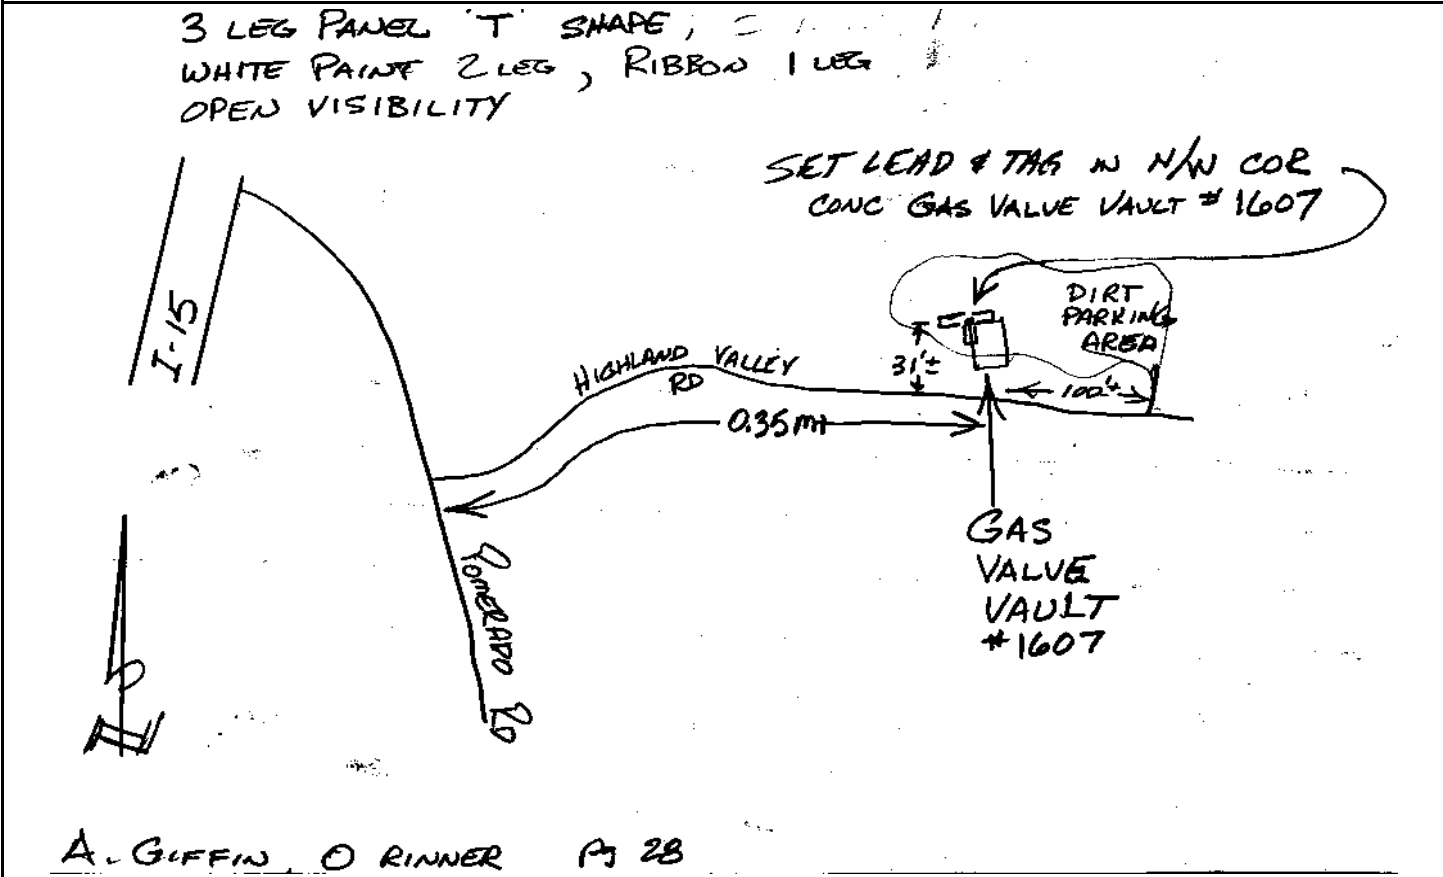 3 LEG PANEL 'T' SHAPE,
WHITE PAINT 2 LEG, RIBBON 1 LEG
OPEN VISIBILITY
SET LEAD & TAG IN N/W COR
CONC GAS VALVE VAULT # 1607
I-15
DIRT
PARKING
AREA
HIGHLAND VALLEY
RD
31'±
100'±
0.35 MI
GAS
VALVE
VAULT
#1607
POMERADO RD
N
A. GIFFIN, O RINNER Pg 28